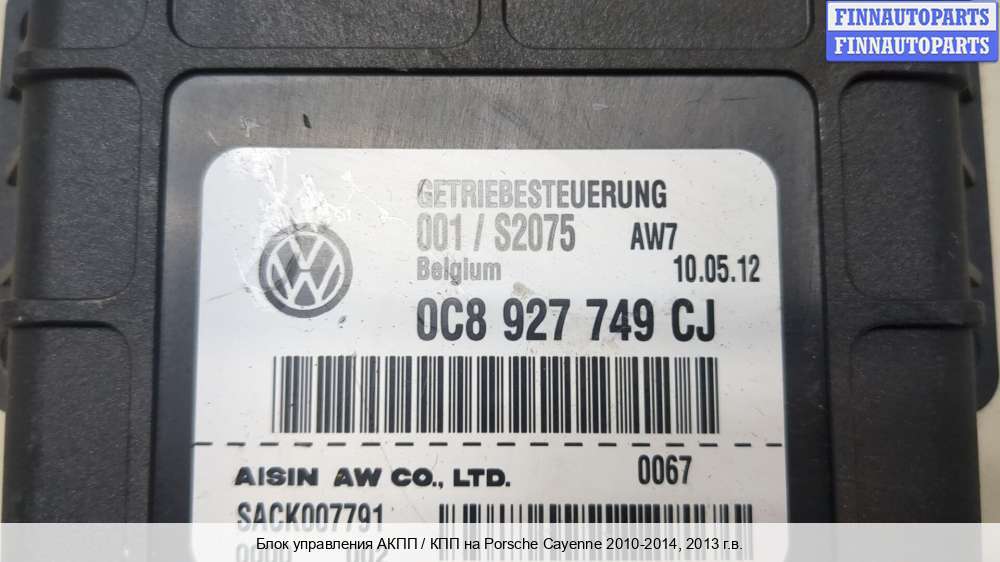 FINNAUTOPARTS
FINNAUTOPARTS
GETRIEBESTEUERUNG
001 / S2075 AW7
Belgium 10.05.12
0C8 927 749 CJ
AISIN AW CO., LTD. 0067
SACK007791
Блок управления АКПП / КПП на Porsche Cayenne 2010-2014, 2013 г.в.